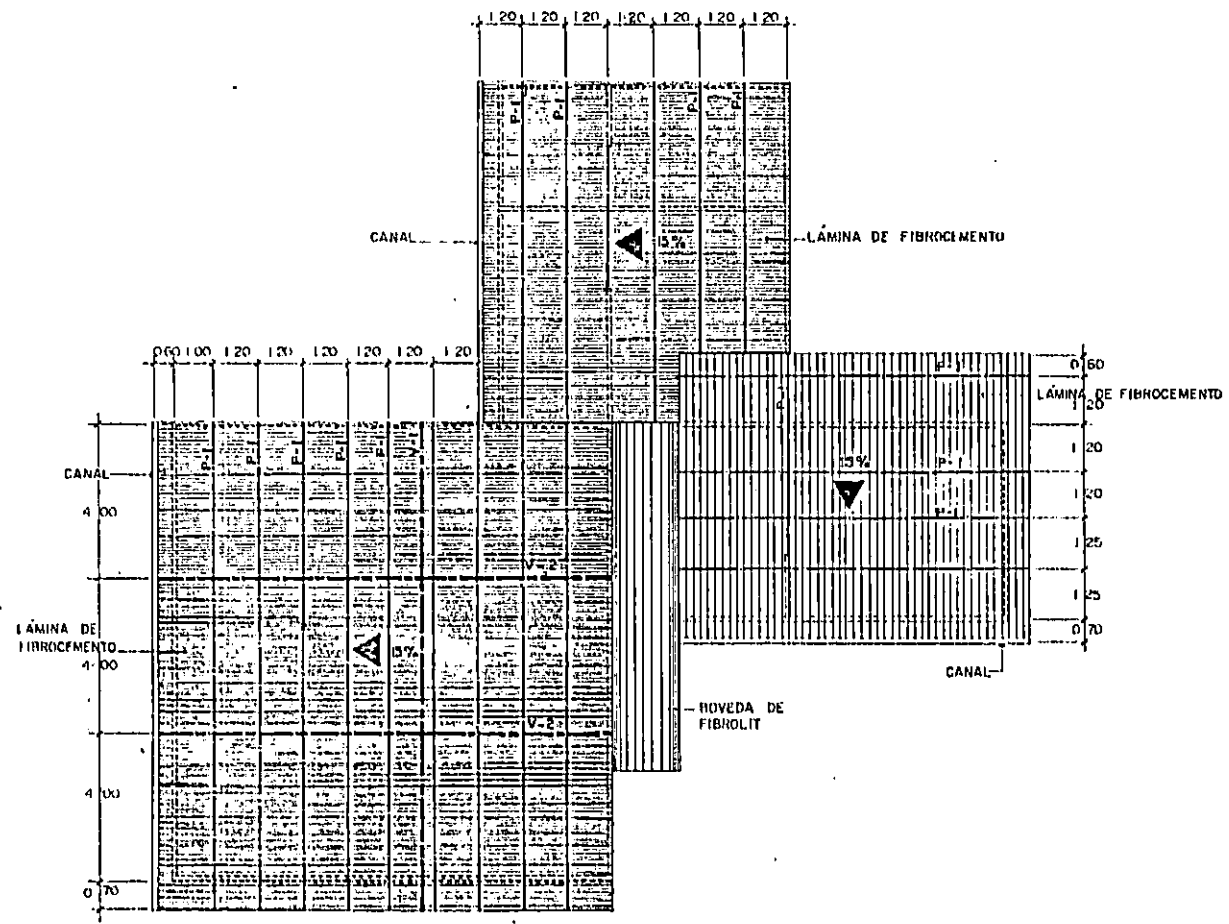 1 20 1 20 1 20 1 20 1 20 1 20 1 20
P-1 P-1 P-1 P-1
CANAL
15%
LÁMINA DE FIBROCEMENTO
0 60 1 00 1 20 1 20 1 20 1 20 1 20 1 20
0 60
LÁMINA DE FIBROCEMENTO
1 20
1 20
1 20
1 25
1 25
0 70
P-1
15%
P-1
CANAL
P-1 P-1 P-1 P-1 P-1 V-1
CANAL
4 00
V-2
LÁMINA DE
FIBROCEMENTO
4 00
15%
V-2
BOVEDA DE
FIBROLIT
4 00
0 70